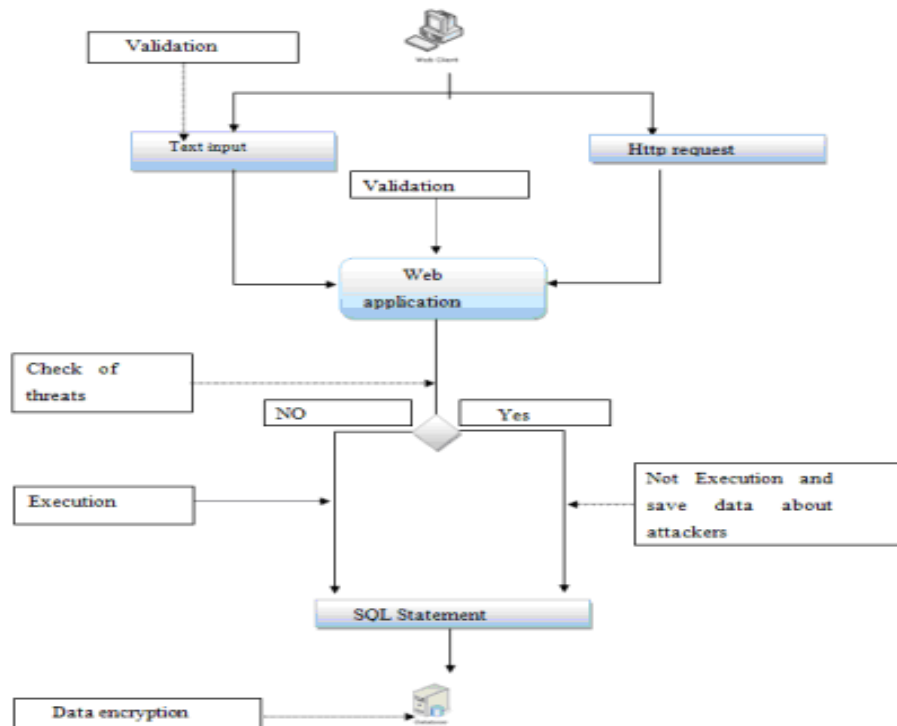 Validation
Web Client
Text input
Http request
Validation
Web
application
Check of
threats
NO
Yes
Execution
Not Execution and
save data about
attackers
SQL Statement
Data encryption
Database